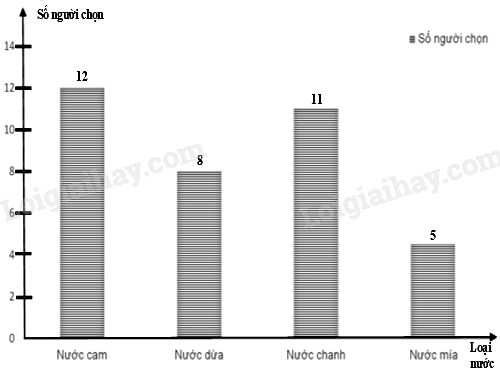 Số người chọn
Số người chọn
14
12
12
11
10
8
8
6
5
4
2
0
Nước cam
Nước dừa
Nước chanh
Nước mía
Loại
nước
Loigiaihay.com
Loigiaihay.com